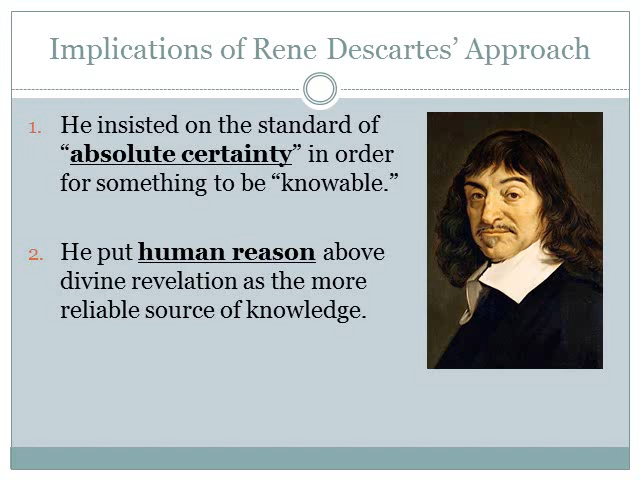 Implications of Rene Descartes’ Approach
1. He insisted on the standard of
“absolute certainty” in order
for something to be “knowable.”
2. He put human reason above
divine revelation as the more
reliable source of knowledge.